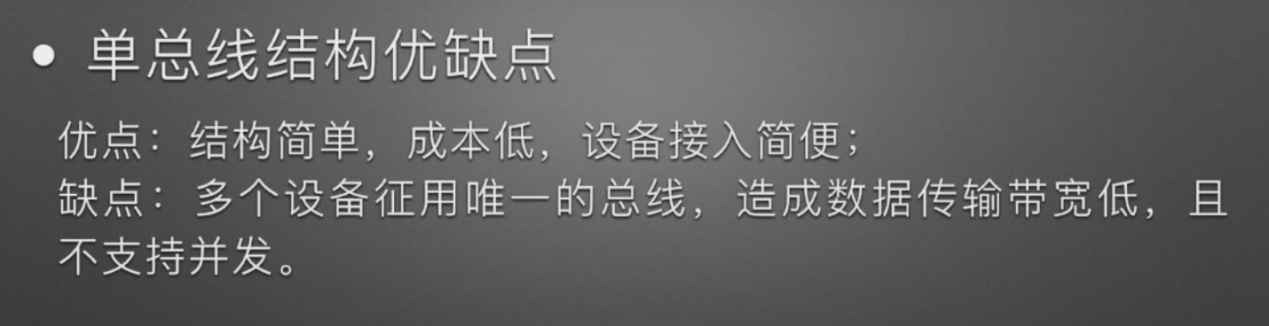 • 单总线结构优缺点
优点：结构简单，成本低，设备接入简便；
缺点：多个设备征用唯一的总线，造成数据传输带宽低，且
不支持并发。